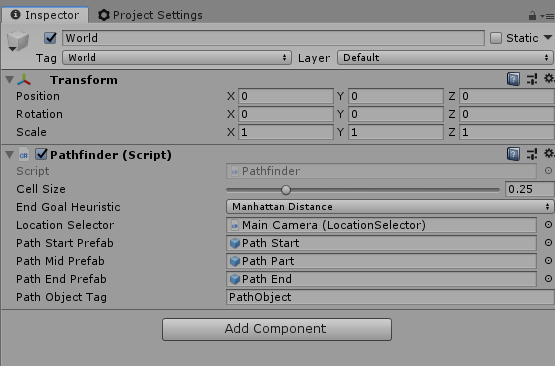 Inspector Project Settings
World Static
Tag World Layer Default
Transform
Position X 0 Y 0 Z 0
Rotation X 0 Y 0 Z 0
Scale X 1 Y 1 Z 1
Pathfinder (Script)
Script Pathfinder
Cell Size 0.25
End Goal Heuristic Manhattan Distance
Location Selector Main Camera (LocationSelector)
Path Start Prefab Path Start
Path Mid Prefab Path Part
Path End Prefab Path End
Path Object Tag PathObject
Add Component